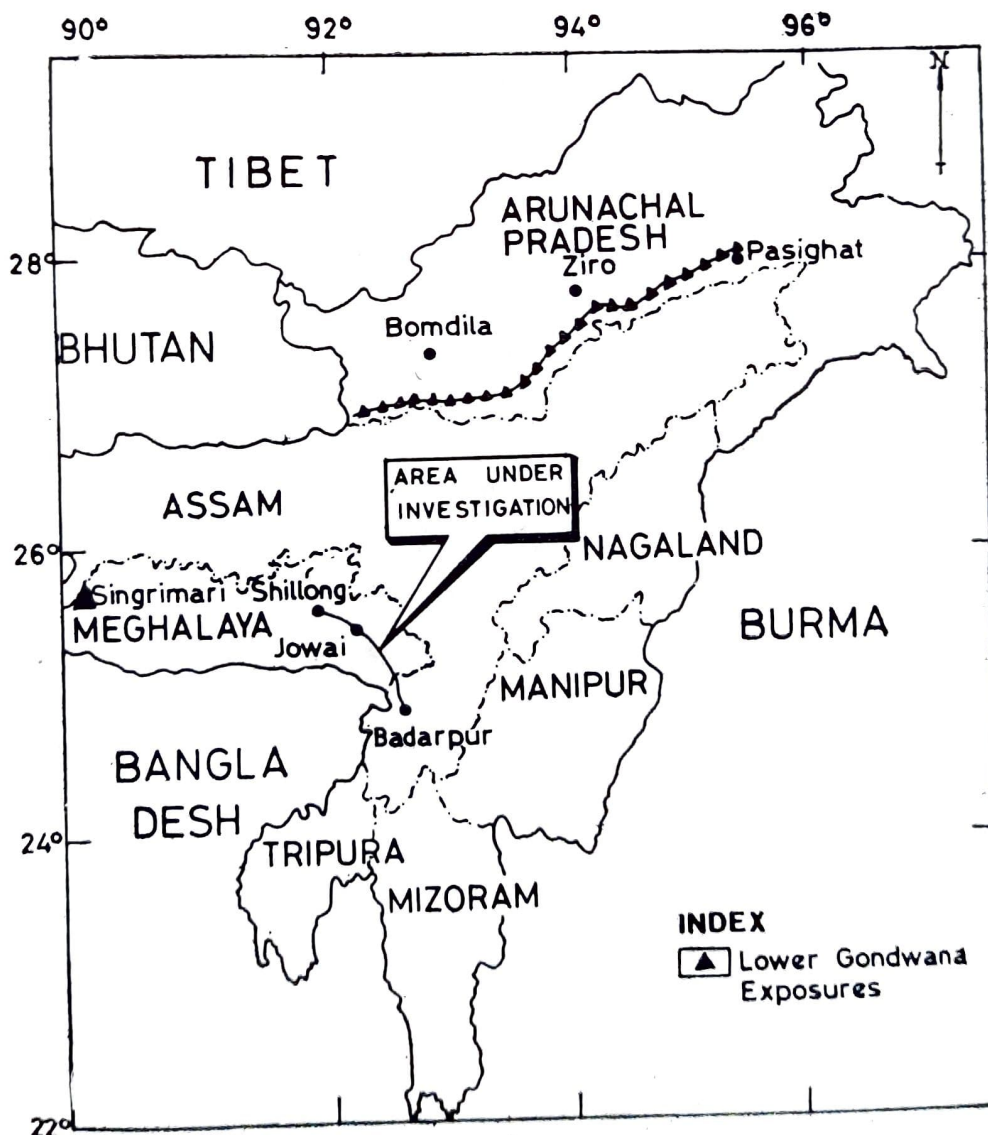 90° 92° 94° 96°
N
TIBET
ARUNACHAL
PRADESH
Ziro
Pasighat
28°
Bomdila
BHUTAN
AREA UNDER
INVESTIGATION
ASSAM
26°
NAGALAND
Singrimari Shillong
MEGHALAYA
BURMA
Jowai
MANIPUR
Badarpur
BANGLA
DESH
24°
TRIPURA
MIZORAM
INDEX
Lower Gondwana
Exposures
22°